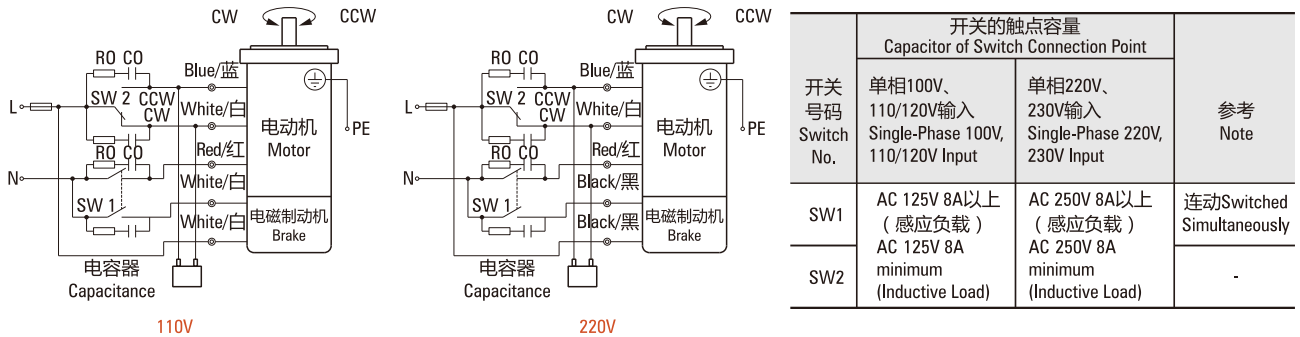 CW CCW
RO CO
Blue/蓝
L
SW 2 CCW
CW
White/白
电动机
Motor
PE
RO CO
Red/红
N
White/白
SW 1
White/白
电磁制动机
Brake
电容器
Capacitance
110V
CW CCW
RO CO
Blue/蓝
L
SW 2 CCW
CW
White/白
电动机
Motor
PE
RO CO
Red/红
N
Black/黑
SW 1
Black/黑
电磁制动机
Brake
电容器
Capacitance
220V
开关
号码
Switch
No.
开关的触点容量
Capacitor of Switch Connection Point
单相100V、
110/120V输入
Single-Phase 100V,
110/120V Input
单相220V、
230V输入
Single-Phase 220V,
230V Input
参考
Note
SW1
SW2
AC 125V 8A以上
（感应负载）
AC 125V 8A
minimum
(Inductive Load)
AC 250V 8A以上
（感应负载）
AC 250V 8A
minimum
(Inductive Load)
连动Switched
Simultaneously
-